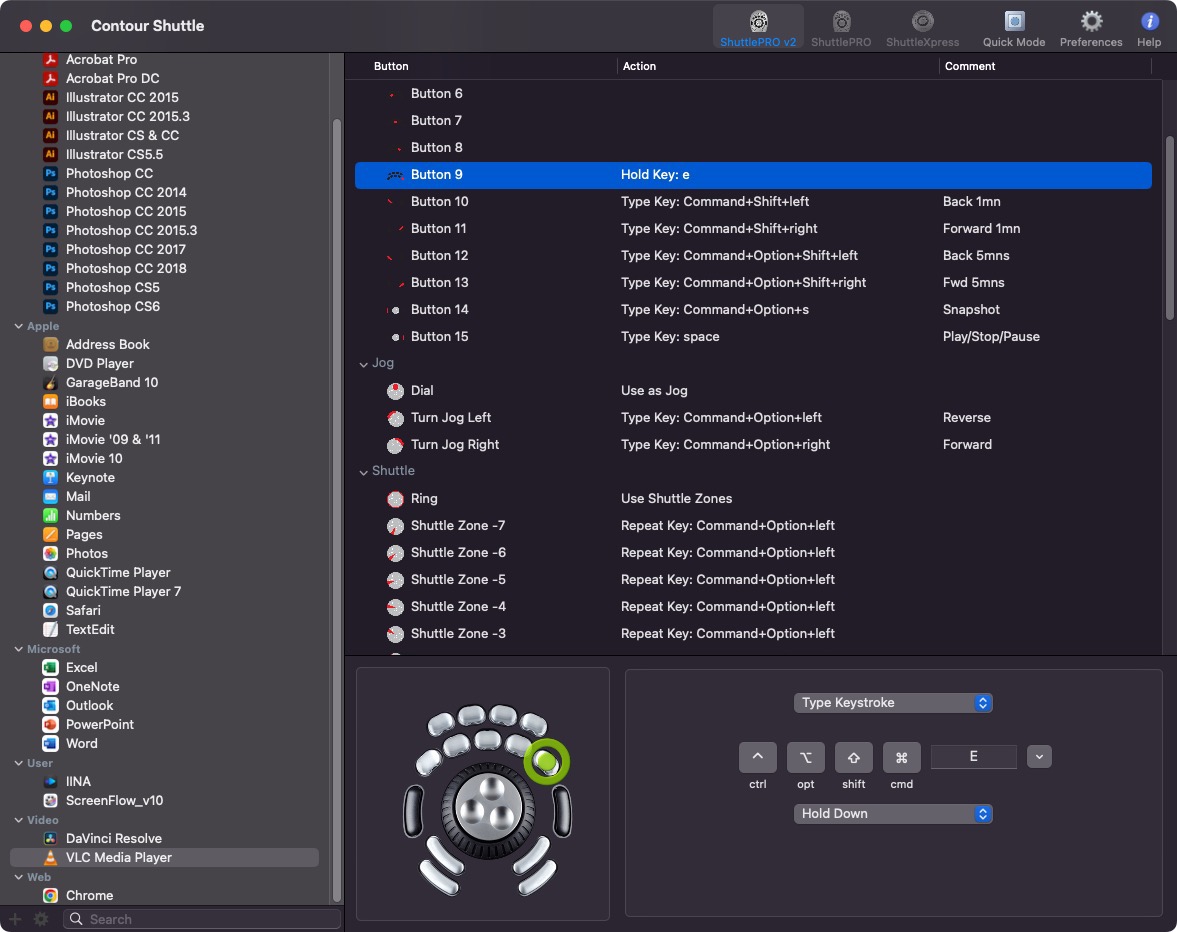 Contour Shuttle
ShuttlePRO v2
ShuttlePRO
ShuttleXpress
Quick Mode
Preferences
Help
Acrobat Pro
Acrobat Pro DC
Illustrator CC 2015
Illustrator CC 2015.3
Illustrator CS & CC
Illustrator CS5.5
Photoshop CC
Photoshop CC 2014
Photoshop CC 2015
Photoshop CC 2015.3
Photoshop CC 2017
Photoshop CC 2018
Photoshop CS5
Photoshop CS6
Apple
Address Book
DVD Player
GarageBand 10
iBooks
iMovie
iMovie '09 & '11
iMovie 10
Keynote
Mail
Numbers
Pages
Photos
QuickTime Player
QuickTime Player 7
Safari
TextEdit
Microsoft
Excel
OneNote
Outlook
PowerPoint
Word
User
IINA
ScreenFlow_v10
Video
DaVinci Resolve
VLC Media Player
Web
Chrome
Search
Button Action Comment
Button 6
Button 7
Button 8
Button 9 Hold Key: e
Button 10 Type Key: Command+Shift+left Back 1mn
Button 11 Type Key: Command+Shift+right Forward 1mn
Button 12 Type Key: Command+Option+Shift+left Back 5mns
Button 13 Type Key: Command+Option+Shift+right Fwd 5mns
Button 14 Type Key: Command+Option+s Snapshot
Button 15 Type Key: space Play/Stop/Pause
Jog
Dial Use as Jog
Turn Jog Left Type Key: Command+Option+left Reverse
Turn Jog Right Type Key: Command+Option+right Forward
Shuttle
Ring Use Shuttle Zones
Shuttle Zone -7 Repeat Key: Command+Option+left
Shuttle Zone -6 Repeat Key: Command+Option+left
Shuttle Zone -5 Repeat Key: Command+Option+left
Shuttle Zone -4 Repeat Key: Command+Option+left
Shuttle Zone -3 Repeat Key: Command+Option+left
Type Keystroke
E
ctrl opt shift cmd
Hold Down